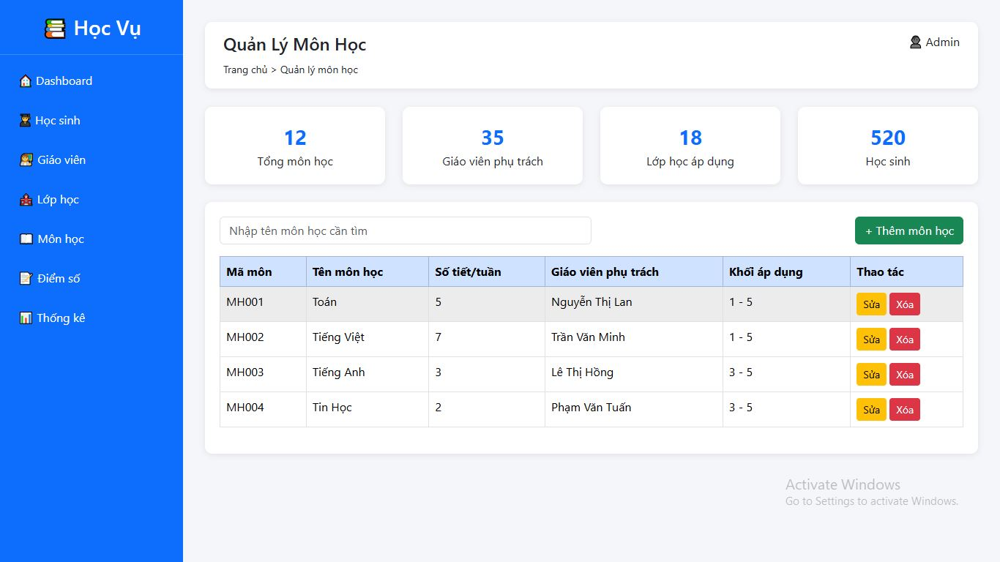 Học Vụ
Dashboard
Học sinh
Giáo viên
Lớp học
Môn học
Điểm số
Thống kê
Quản Lý Môn Học
Admin
Trang chủ > Quản lý môn học
12 35 18 520
Tổng môn học Giáo viên phụ trách Lớp học áp dụng Học sinh
Nhập tên môn học cần tìm + Thêm môn học
Mã môn Tên môn học Số tiết/tuần Giáo viên phụ trách Khối áp dụng Thao tác
MH001 Toán 5 Nguyễn Thị Lan 1 - 5 Sửa Xóa
MH002 Tiếng Việt 7 Trần Văn Minh 1 - 5 Sửa Xóa
MH003 Tiếng Anh 3 Lê Thị Hồng 3 - 5 Sửa Xóa
MH004 Tin Học 2 Phạm Văn Tuấn 3 - 5 Sửa Xóa
Activate Windows
Go to Settings to activate Windows.